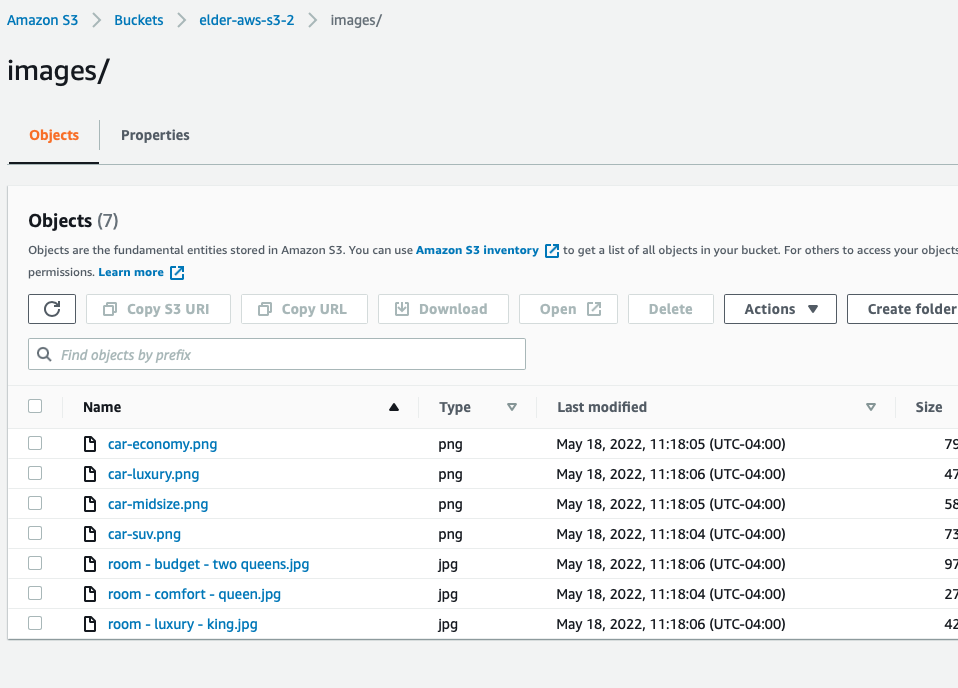 Amazon S3 > Buckets > elder-aws-s3-2 > images/
images/
Objects Properties
Objects (7)
Objects are the fundamental entities stored in Amazon S3. You can use Amazon S3 inventory to get a list of all objects in your bucket. For others to access your objects
permissions. Learn more
Copy S3 URI Copy URL Download Open Delete Actions Create folder
Find objects by prefix
Name Type Last modified Size
car-economy.png png May 18, 2022, 11:18:05 (UTC-04:00) 79
car-luxury.png png May 18, 2022, 11:18:06 (UTC-04:00) 47
car-midsize.png png May 18, 2022, 11:18:05 (UTC-04:00) 58
car-suv.png png May 18, 2022, 11:18:04 (UTC-04:00) 73
room - budget - two queens.jpg jpg May 18, 2022, 11:18:06 (UTC-04:00) 97
room - comfort - queen.jpg jpg May 18, 2022, 11:18:04 (UTC-04:00) 27
room - luxury - king.jpg jpg May 18, 2022, 11:18:06 (UTC-04:00) 42